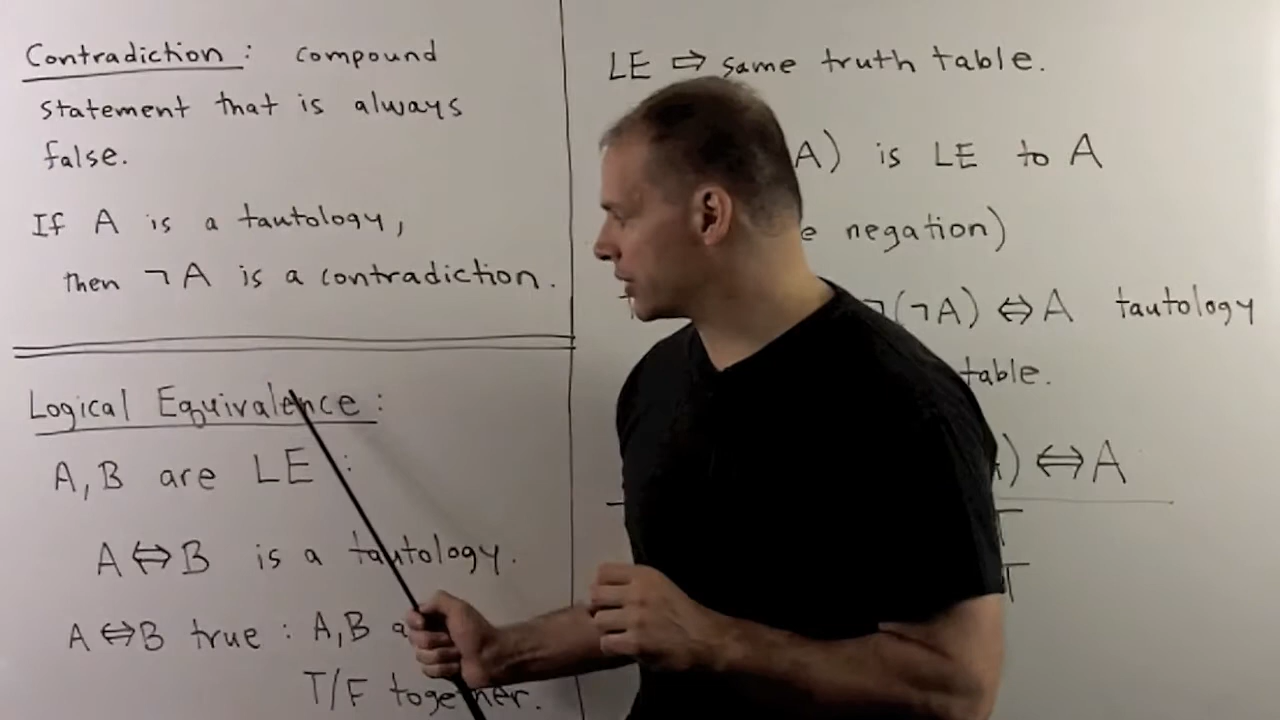 Contradiction: compound
statement that is always
false.
If A is a tautology,
then ¬A is a contradiction.
Logical Equivalence:
A, B are LE :
A ⇔ B is a tautology.
A ⇔ B true : A, B
T/F together.
LE ⇒ same truth table.
A) is LE to A
negation)
¬(¬A) ⇔ A tautology
table.
) ⇔ A
T
T